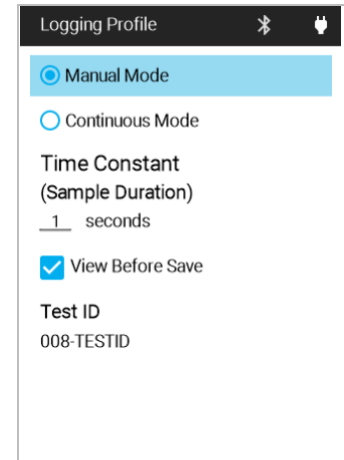 Logging Profile
Manual Mode
Continuous Mode
Time Constant
(Sample Duration)
1 seconds
View Before Save
Test ID
008-TESTID